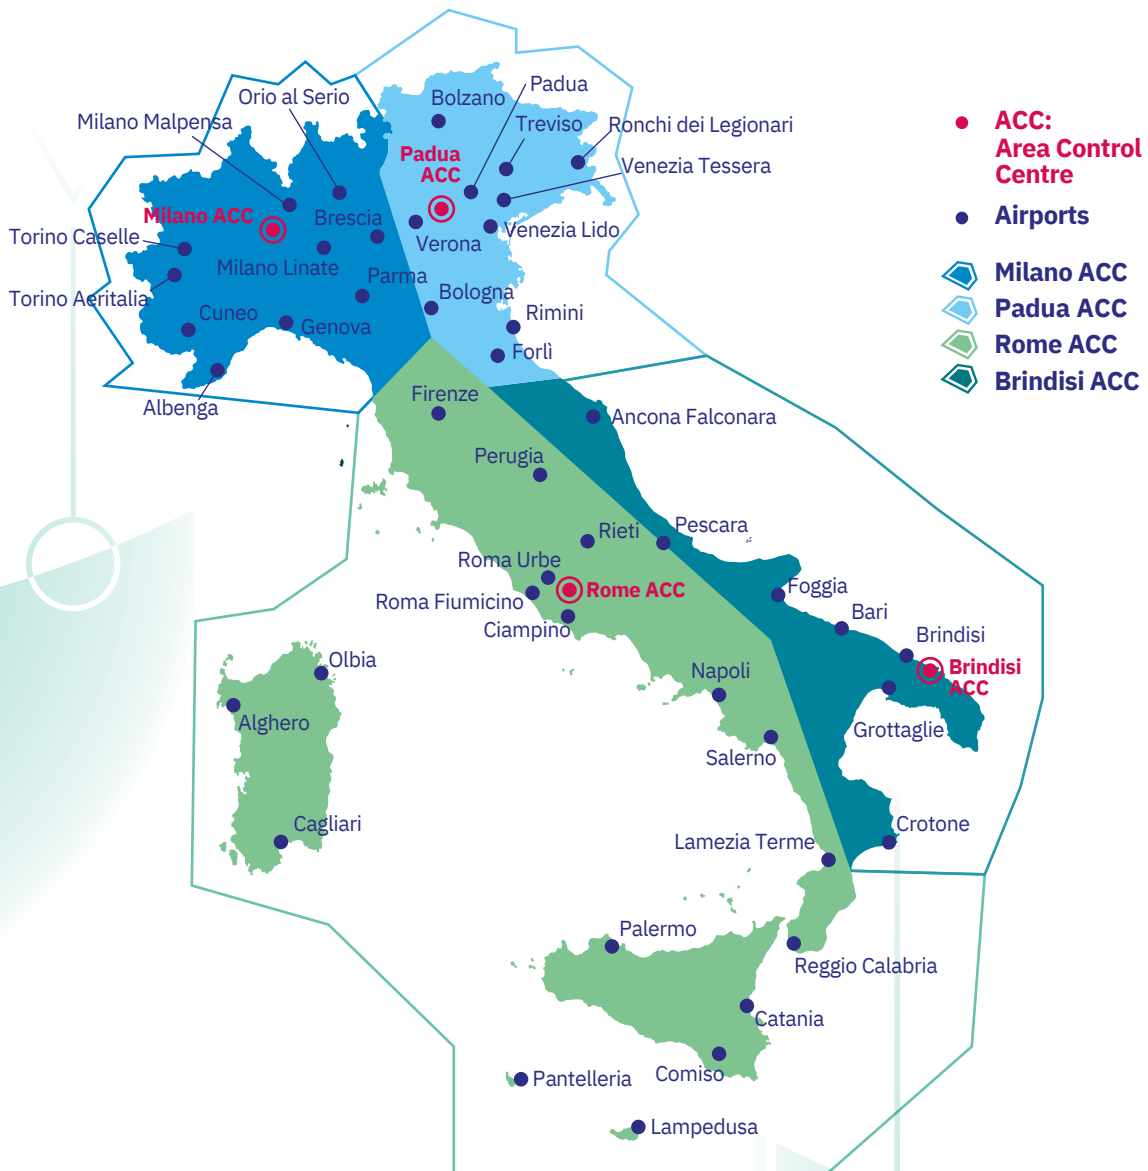 Padua
Orio al Serio
Bolzano
Milano Malpensa
Treviso
Ronchi dei Legionari
Padua
ACC
Venezia Tessera
Milano ACC
Brescia
Torino Caselle
Verona
Venezia Lido
Milano Linate
Parma
Torino Aeritalia
Bologna
Cuneo
Genova
Rimini
Forlì
Albenga
Firenze
Ancona Falconara
Perugia
Pescara
Rieti
Roma Urbe
Rome ACC
Foggia
Roma Fiumicino
Bari
Ciampino
Brindisi
Olbia
Napoli
Brindisi
ACC
Alghero
Grottaglie
Salerno
Cagliari
Crotone
Lamezia Terme
Palermo
Reggio Calabria
Catania
Comiso
Pantelleria
Lampedusa
ACC:
Area Control
Centre
Airports
Milano ACC
Padua ACC
Rome ACC
Brindisi ACC